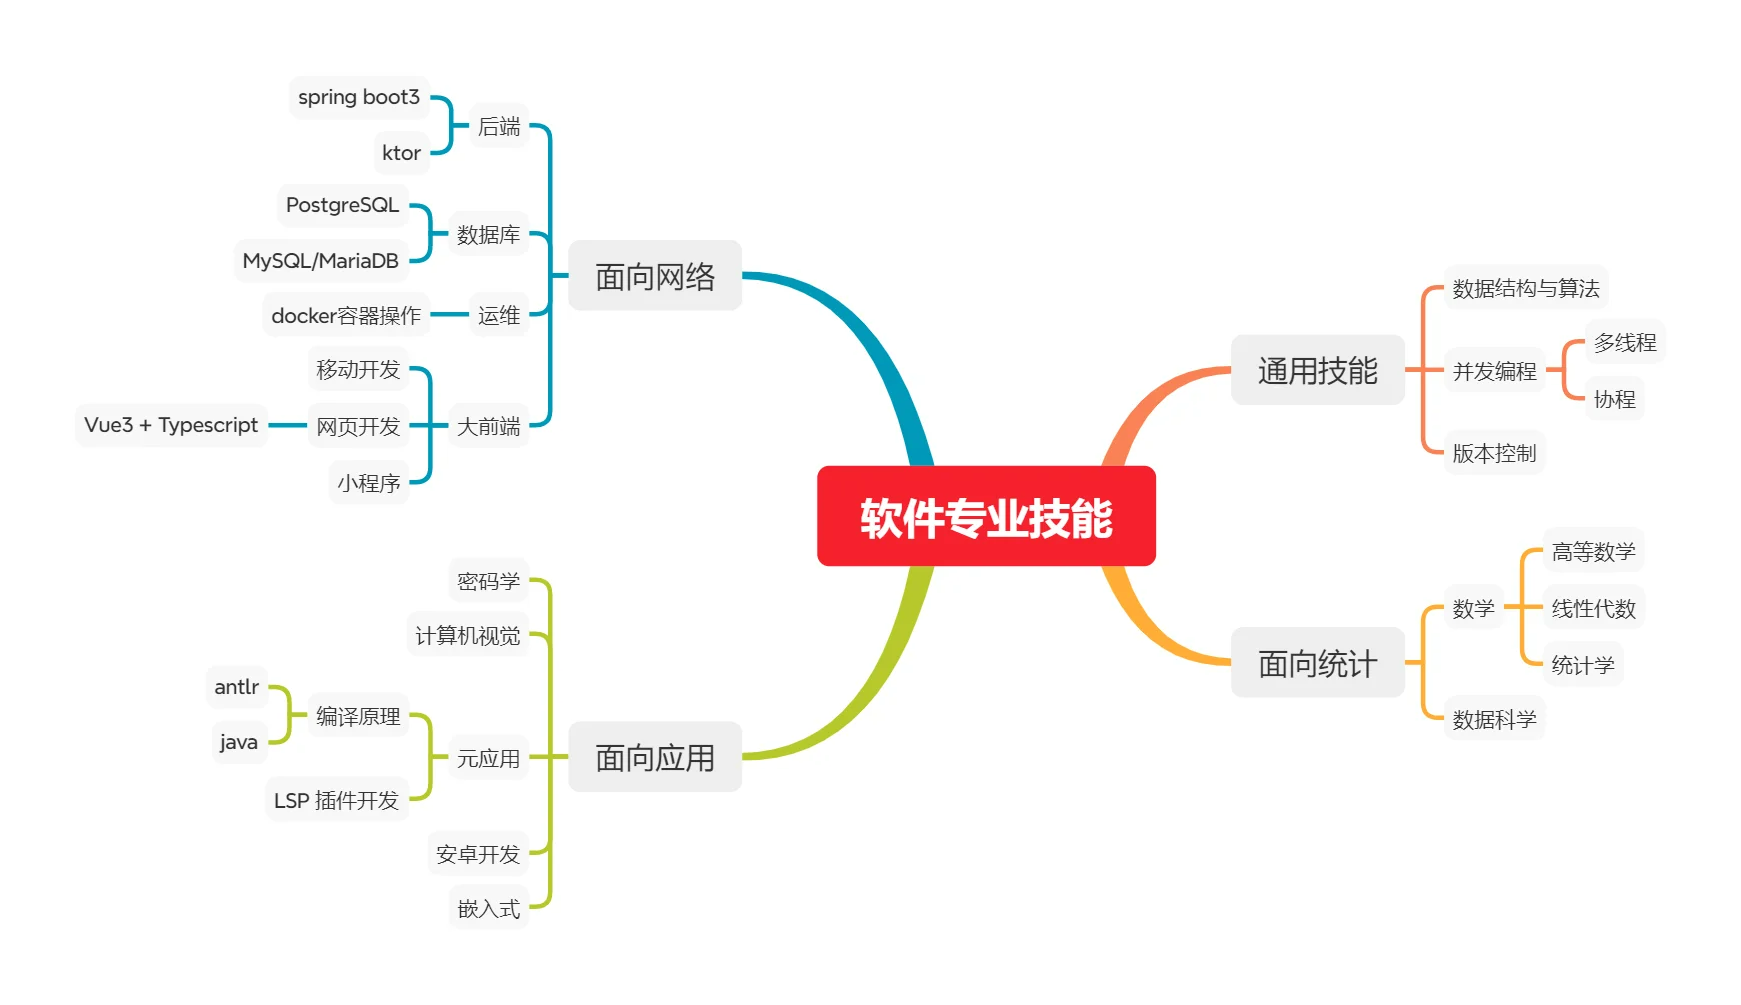 软件专业技能
面向网络
后端
spring boot3
ktor
数据库
PostgreSQL
MySQL/MariaDB
运维
docker容器操作
大前端
移动开发
网页开发
Vue3 + Typescript
小程序
面向应用
密码学
计算机视觉
元应用
编译原理
antlr
java
LSP 插件开发
安卓开发
嵌入式
通用技能
数据结构与算法
并发编程
多线程
协程
版本控制
面向统计
数学
高等数学
线性代数
统计学
数据科学